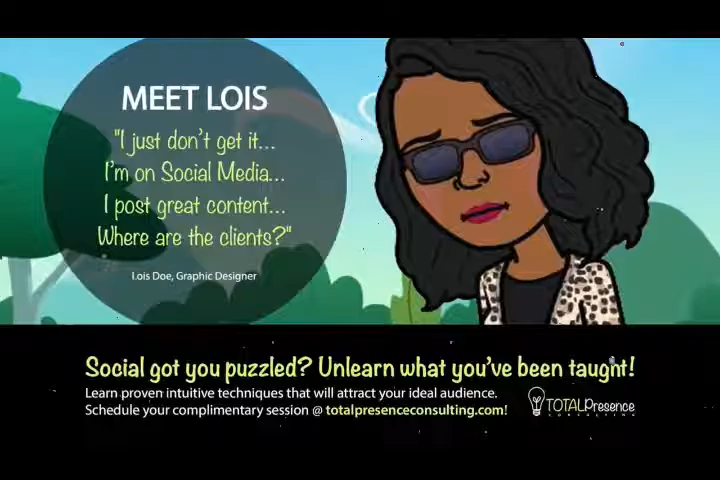 MEET LOIS
"I just don't get it...
I'm on Social Media...
I post great content...
Where are the clients?"
Lois Doe, Graphic Designer
Social got you puzzled? Unlearn what you've been taught!
Learn proven intuitive techniques that will attract your ideal audience.
Schedule your complimentary session @ totalpresenceconsulting.com!
TOTALPresence
CONSULTING